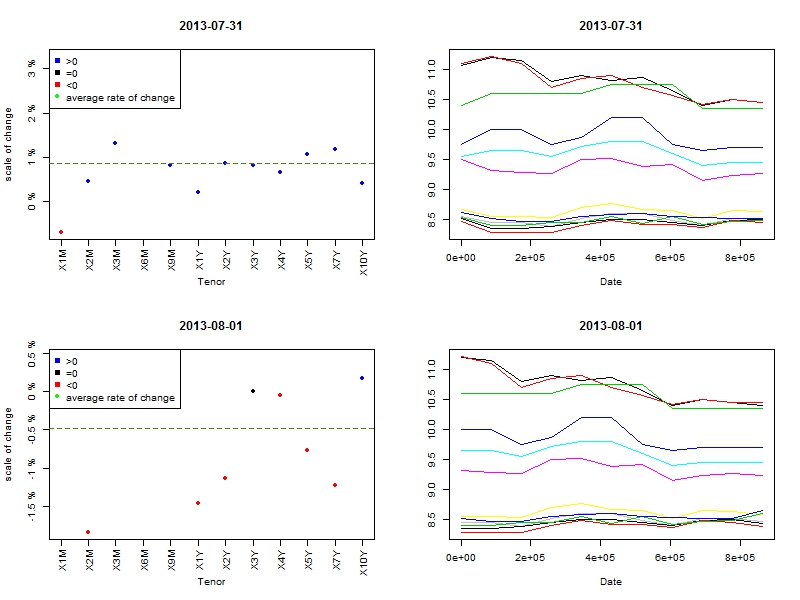 2013-07-31
3 %
2 %
1 %
0 %
scale of change
>0
=0
<0
average rate of change
X1M X2M X3M X6M X9M X1Y X2Y X3Y X4Y X5Y X7Y X10Y
Tenor
2013-07-31
11.0
10.5
10.0
9.5
9.0
8.5
0e+00 2e+05 4e+05 6e+05 8e+05
Date
2013-08-01
0.5 %
0 %
-0.5 %
-1 %
-1.5 %
scale of change
>0
=0
<0
average rate of change
X1M X2M X3M X6M X9M X1Y X2Y X3Y X4Y X5Y X7Y X10Y
Tenor
2013-08-01
11.0
10.5
10.0
9.5
9.0
8.5
0e+00 2e+05 4e+05 6e+05 8e+05
Date